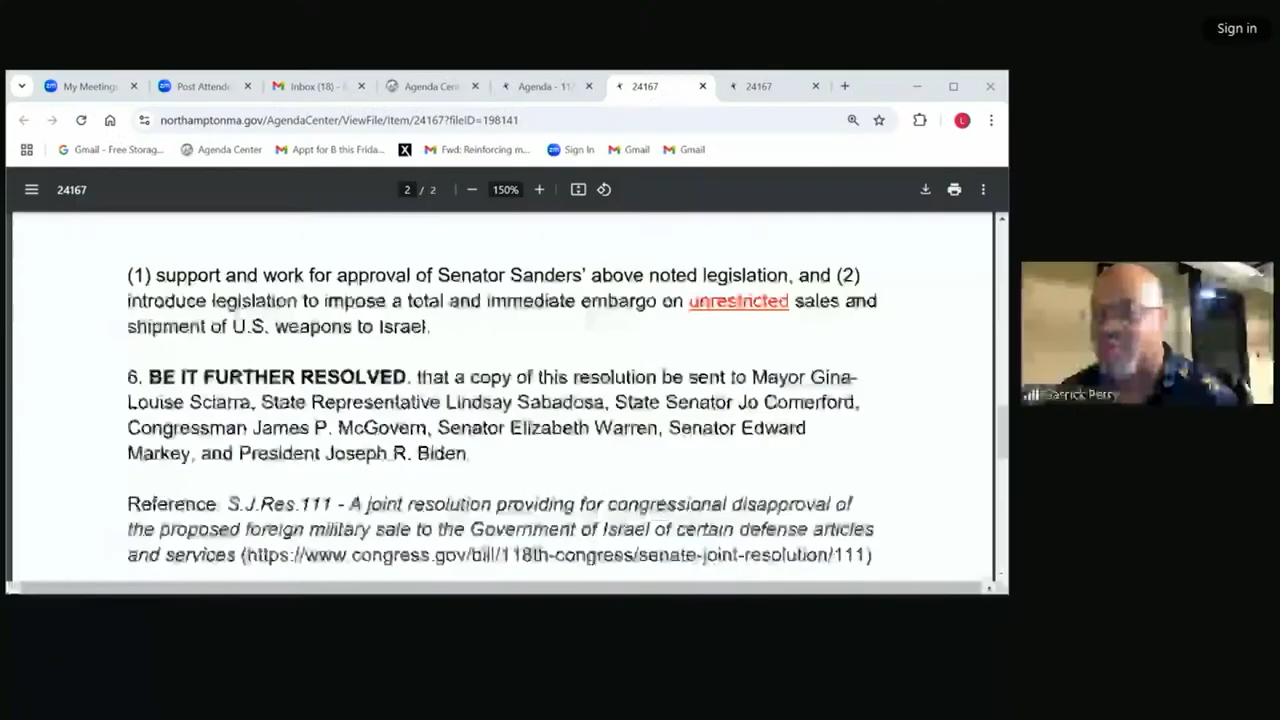 Sign in
My Meeting
Post Attende
Inbox (18) -
Agenda Cen
Agenda - 11/
24167
24167
northamptonma.gov/AgendaCenter/ViewFile/Item/24167?fileID=198141
L
Gmail - Free Storag...
Agenda Center
Appt for B this Frida...
X
Fwd: Reinforcing m...
Sign In
Gmail
Gmail
24167
2 / 2
150%
(1) support and work for approval of Senator Sanders' above noted legislation, and (2)
introduce legislation to impose a total and immediate embargo on unrestricted sales and
shipment of U.S. weapons to Israel.
6. BE IT FURTHER RESOLVED, that a copy of this resolution be sent to Mayor Gina-
Louise Sciarra, State Representative Lindsay Sabadosa, State Senator Jo Comerford,
Congressman James P. McGovern, Senator Elizabeth Warren, Senator Edward
Markey, and President Joseph R. Biden.
Reference S.J.Res.111 - A joint resolution providing for congressional disapproval of
the proposed foreign military sale to the Government of Israel of certain defense articles
and services (https://www.congress.gov/bill/118th-congress/senate-joint-resolution/111)
Perry